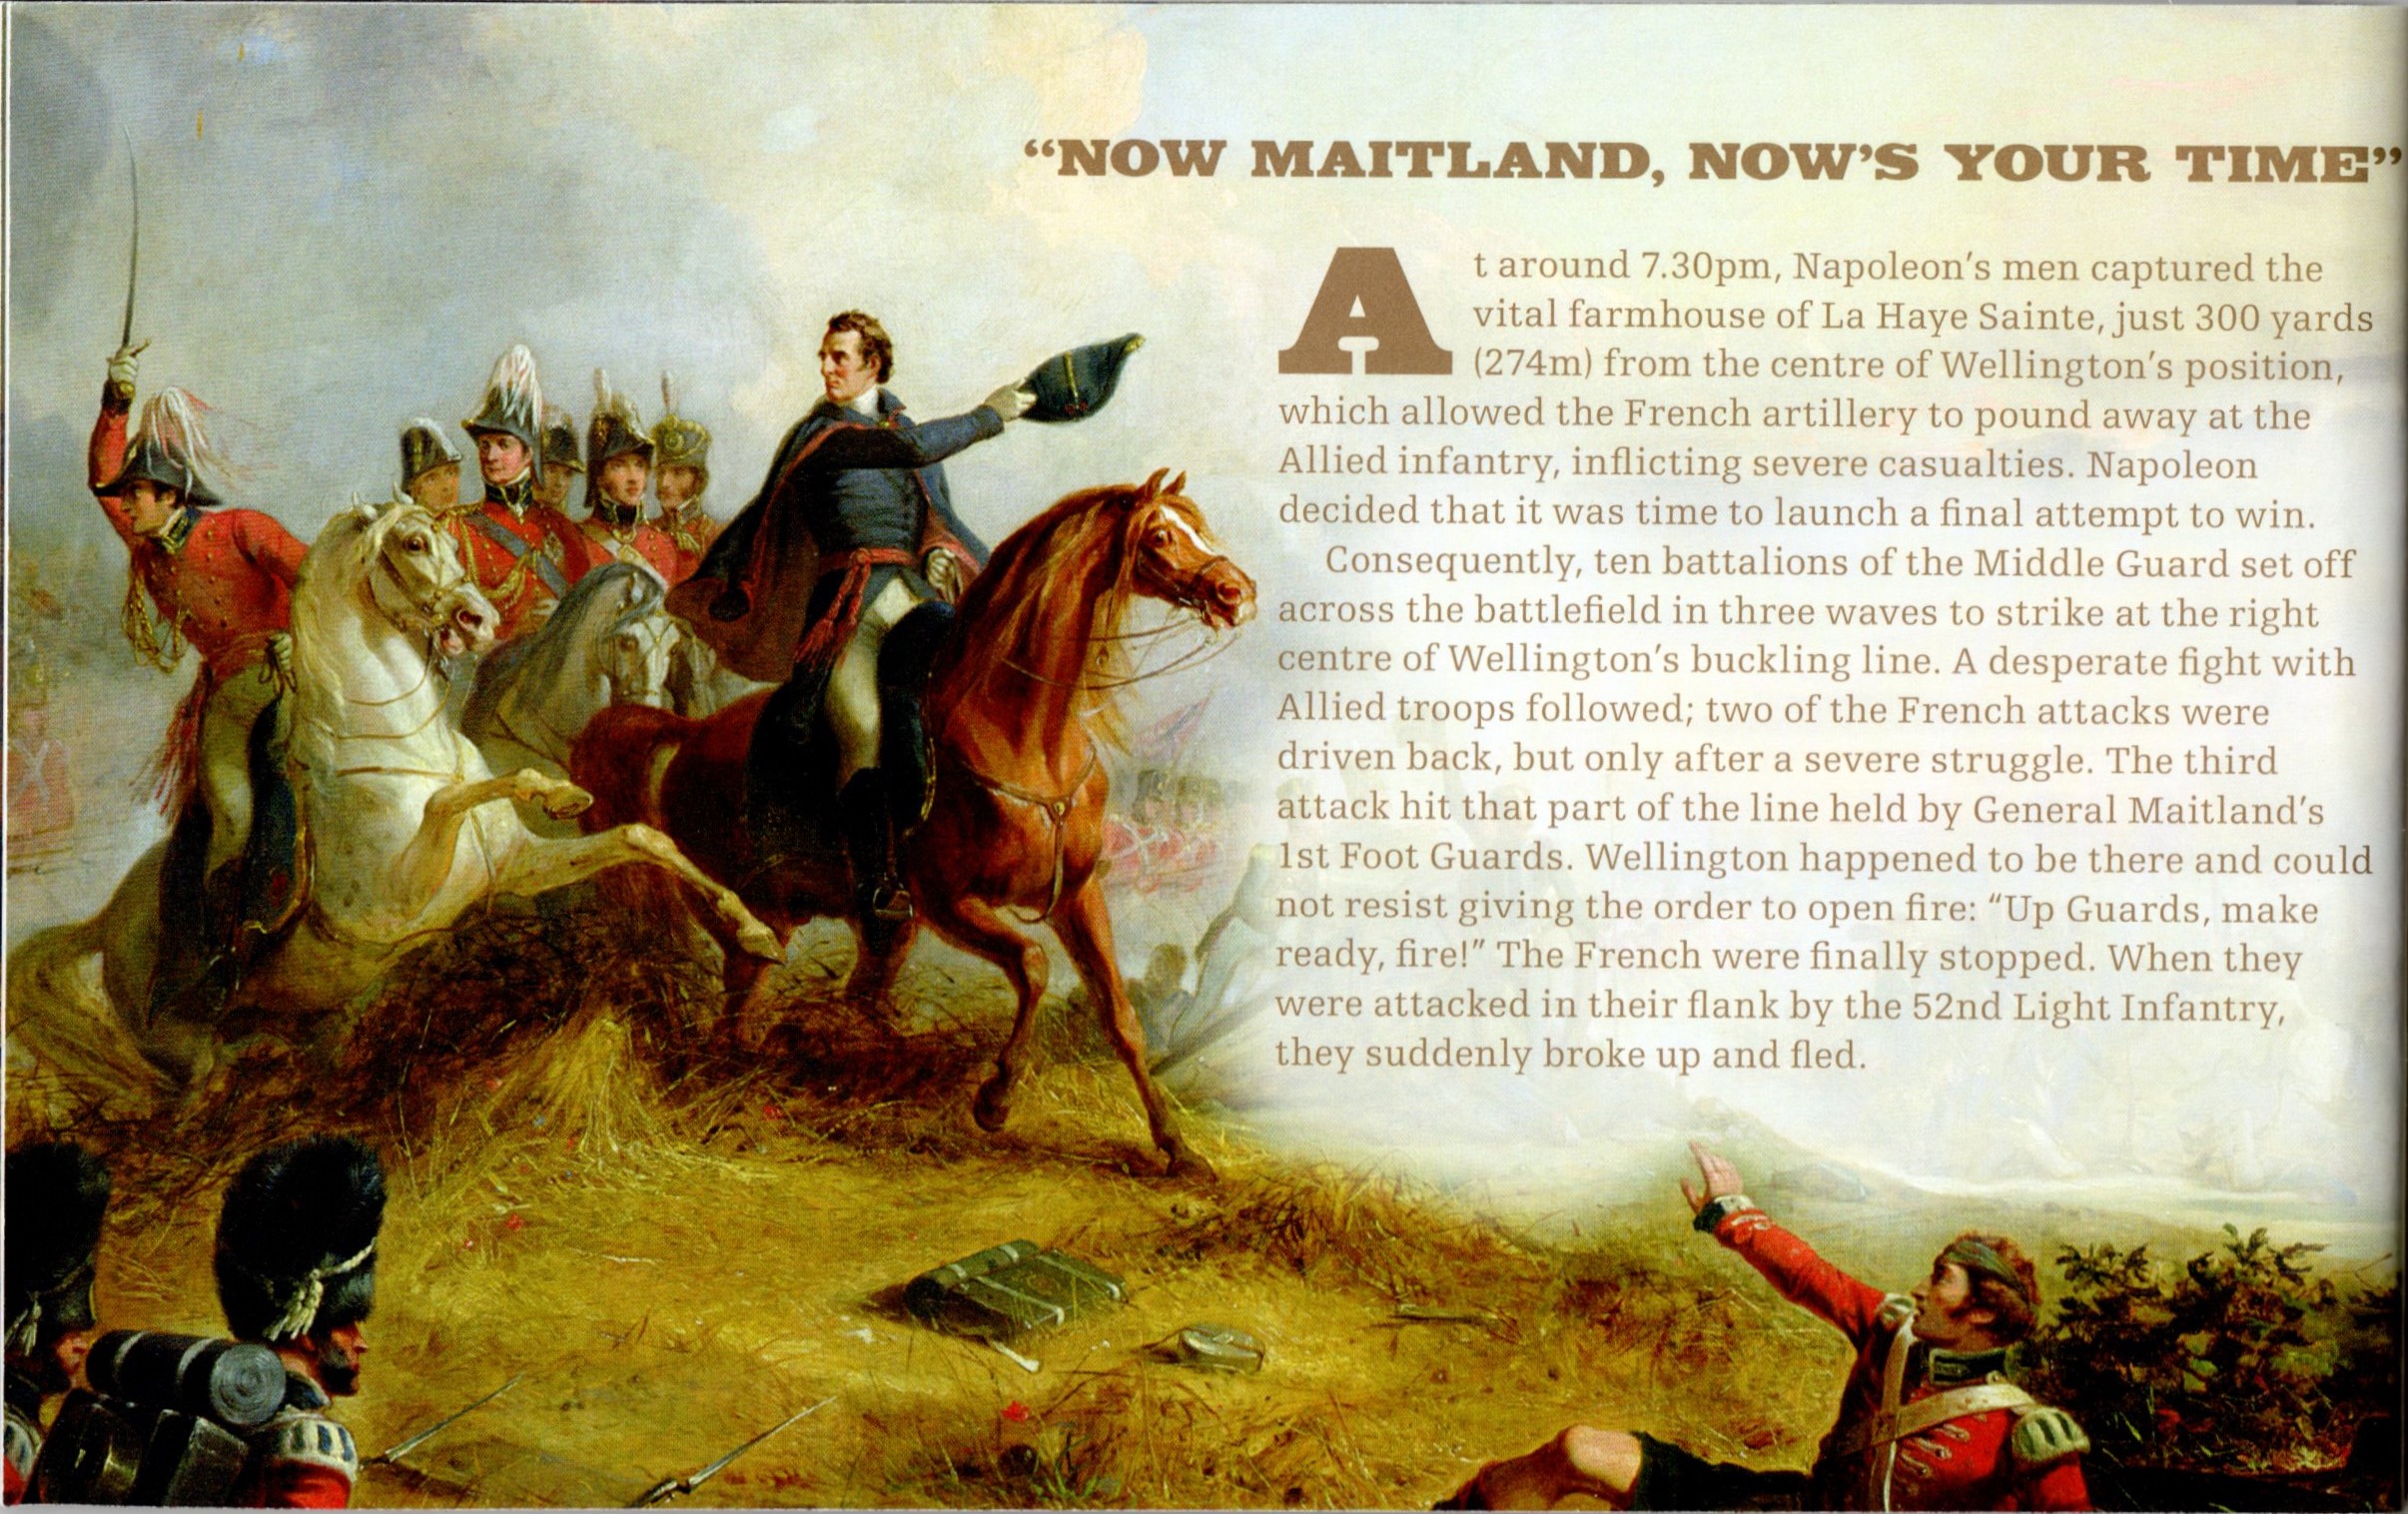 “NOW MAITLAND, NOW’S YOUR TIME”
At around 7.30pm, Napoleon’s men captured the
vital farmhouse of La Haye Sainte, just 300 yards
(274m) from the centre of Wellington’s position,
which allowed the French artillery to pound away at the
Allied infantry, inflicting severe casualties. Napoleon
decided that it was time to launch a final attempt to win.
Consequently, ten battalions of the Middle Guard set off
across the battlefield in three waves to strike at the right
centre of Wellington’s buckling line. A desperate fight with
Allied troops followed; two of the French attacks were
driven back, but only after a severe struggle. The third
attack hit that part of the line held by General Maitland’s
1st Foot Guards. Wellington happened to be there and could
not resist giving the order to open fire: “Up Guards, make
ready, fire!” The French were finally stopped. When they
were attacked in their flank by the 52nd Light Infantry,
they suddenly broke up and fled.